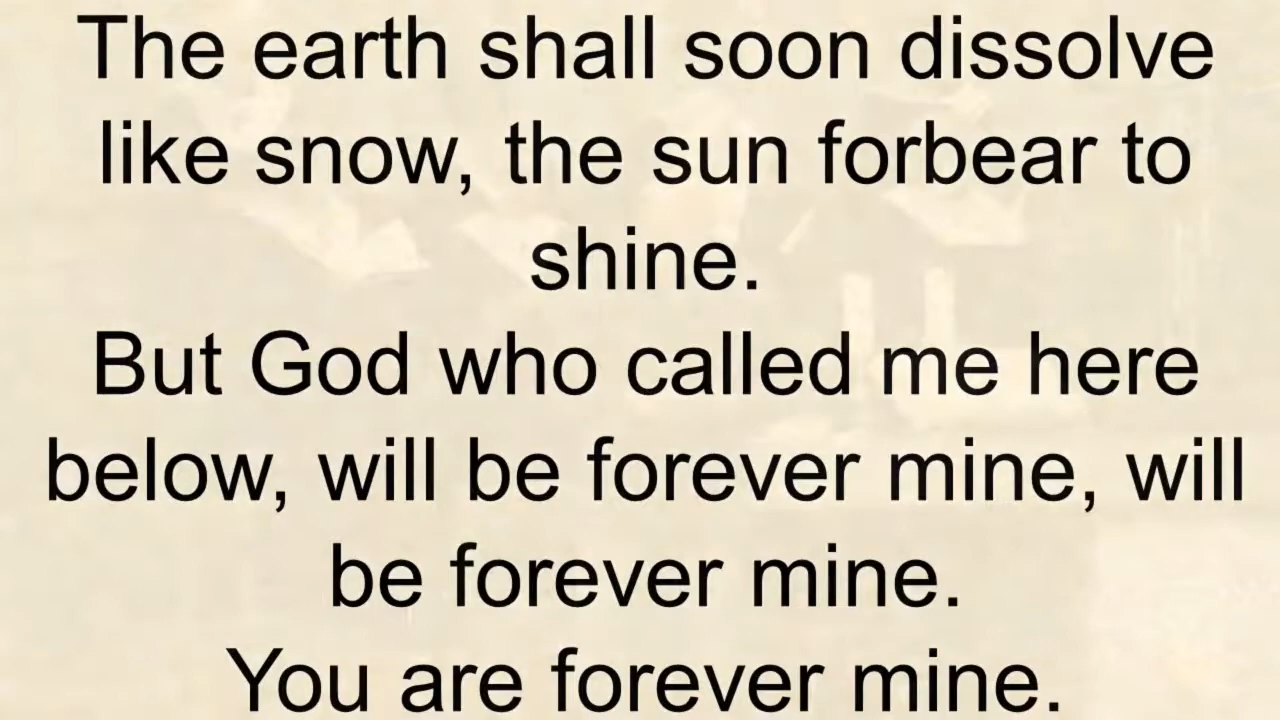 The earth shall soon dissolve
like snow, the sun forbear to
shine.
But God who called me here
below, will be forever mine, will
be forever mine.
You are forever mine.